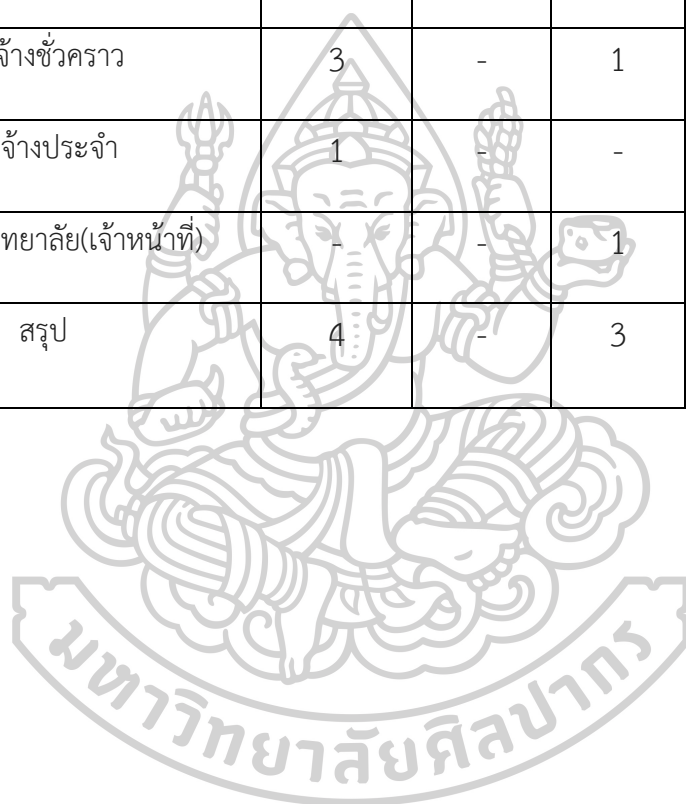 จ้างชั่วคราว 3 - 1
จ้างประจำ 1 - -
ทยาลัย(เจ้าหน้าที่) - - 1
สรุป 4 - 3
มหาวิทยาลัยศิลปากร